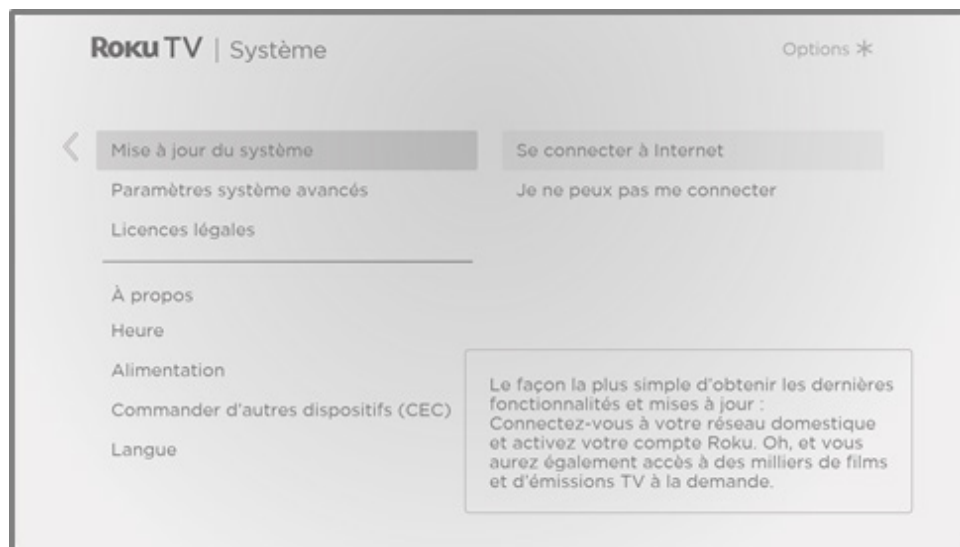 Roku TV | Système
Options
Mise à jour du système
Se connecter à Internet
Paramètres système avancés
Je ne peux pas me connecter
Licences légales
À propos
Heure
Alimentation
Commander d'autres dispositifs (CEC)
Langue
Le façon la plus simple d'obtenir les dernières
fonctionnalités et mises à jour :
Connectez-vous à votre réseau domestique
et activez votre compte Roku. Oh, et vous
aurez également accès à des milliers de films
et d'émissions TV à la demande.